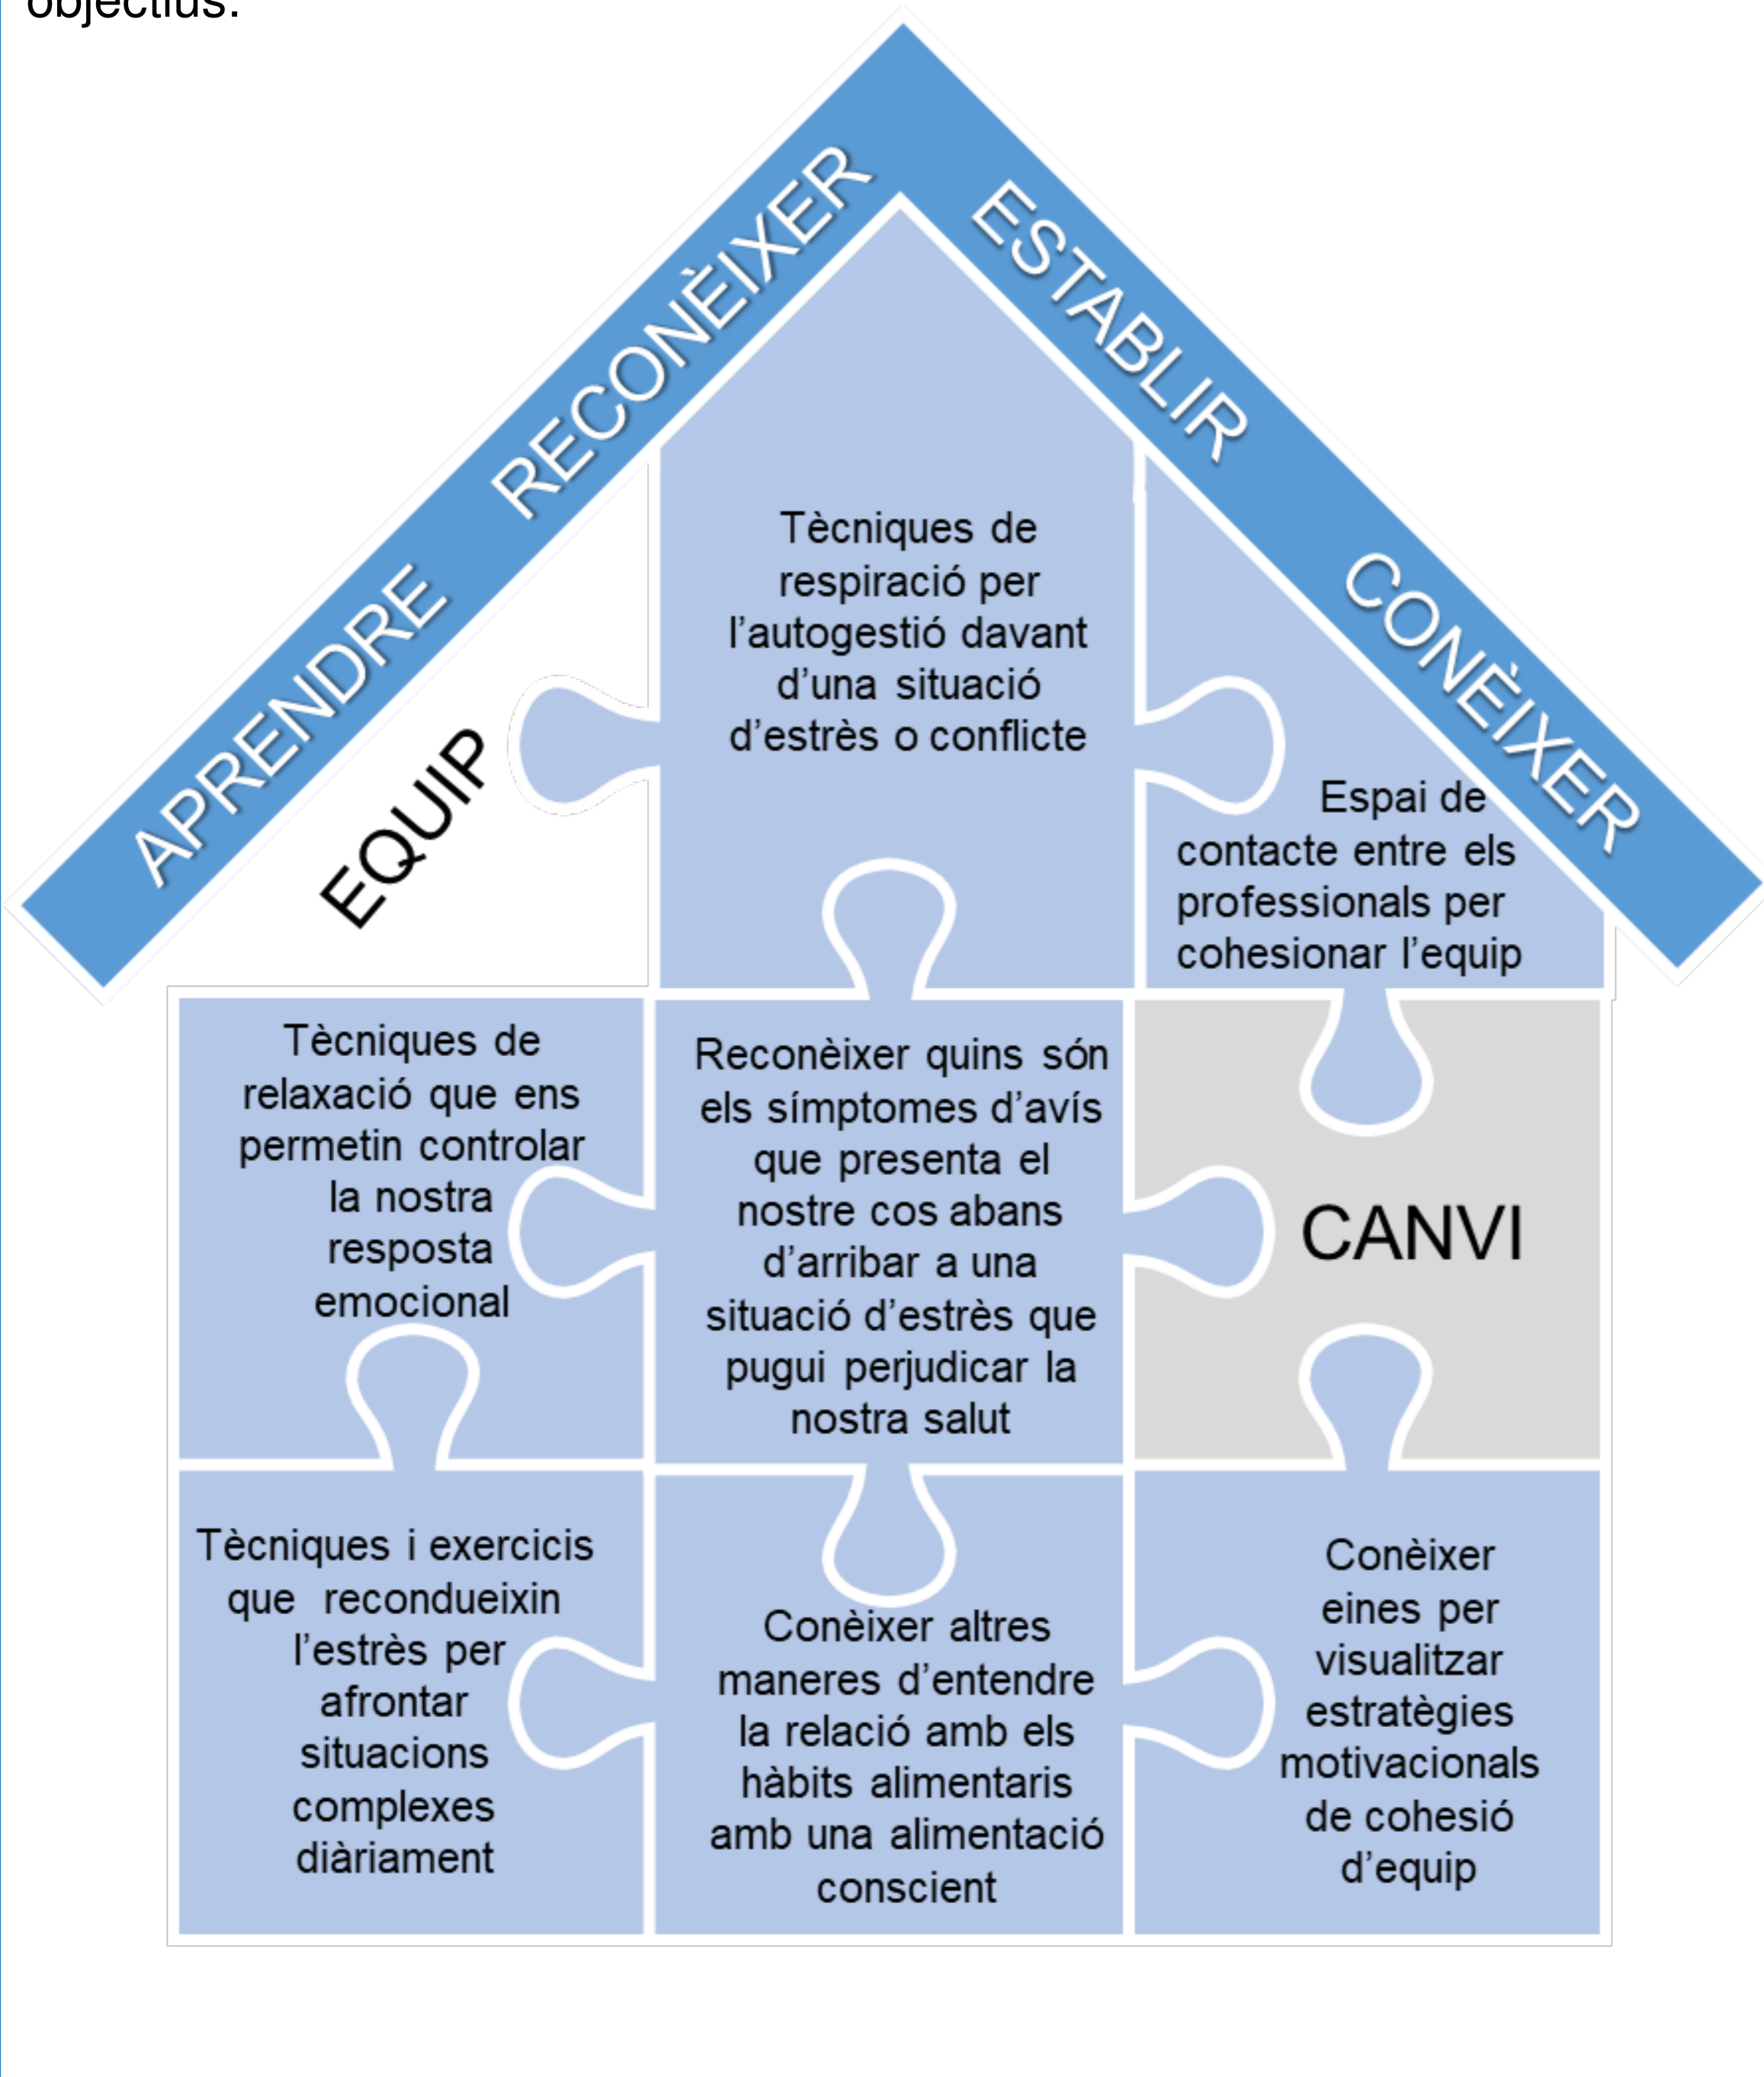 objectius.
APRENDRE RECONÈIXER
ESTABLIR CONÈIXER
EQUIP
Tècniques de
respiració per
l’autogestió davant
d’una situació
d’estrès o conflicte
Espai de
contacte entre els
professionals per
cohesionar l’equip
Tècniques de
relaxació que ens
permetin controlar
la nostra
resposta
emocional
Reconèixer quins són
els símptomes d’avís
que presenta el
nostre cos abans
d’arribar a una
situació d’estrès que
pugui perjudicar la
nostra salut
CANVI
Tècniques i exercicis
que recondueixin
l’estrès per
afrontar
situacions
complexes
diàriament
Conèixer altres
maneres d’entendre
la relació amb els
hàbits alimentaris
amb una alimentació
conscient
Conèixer
eines per
visualitzar
estratègies
motivacionals
de cohesió
d’equip